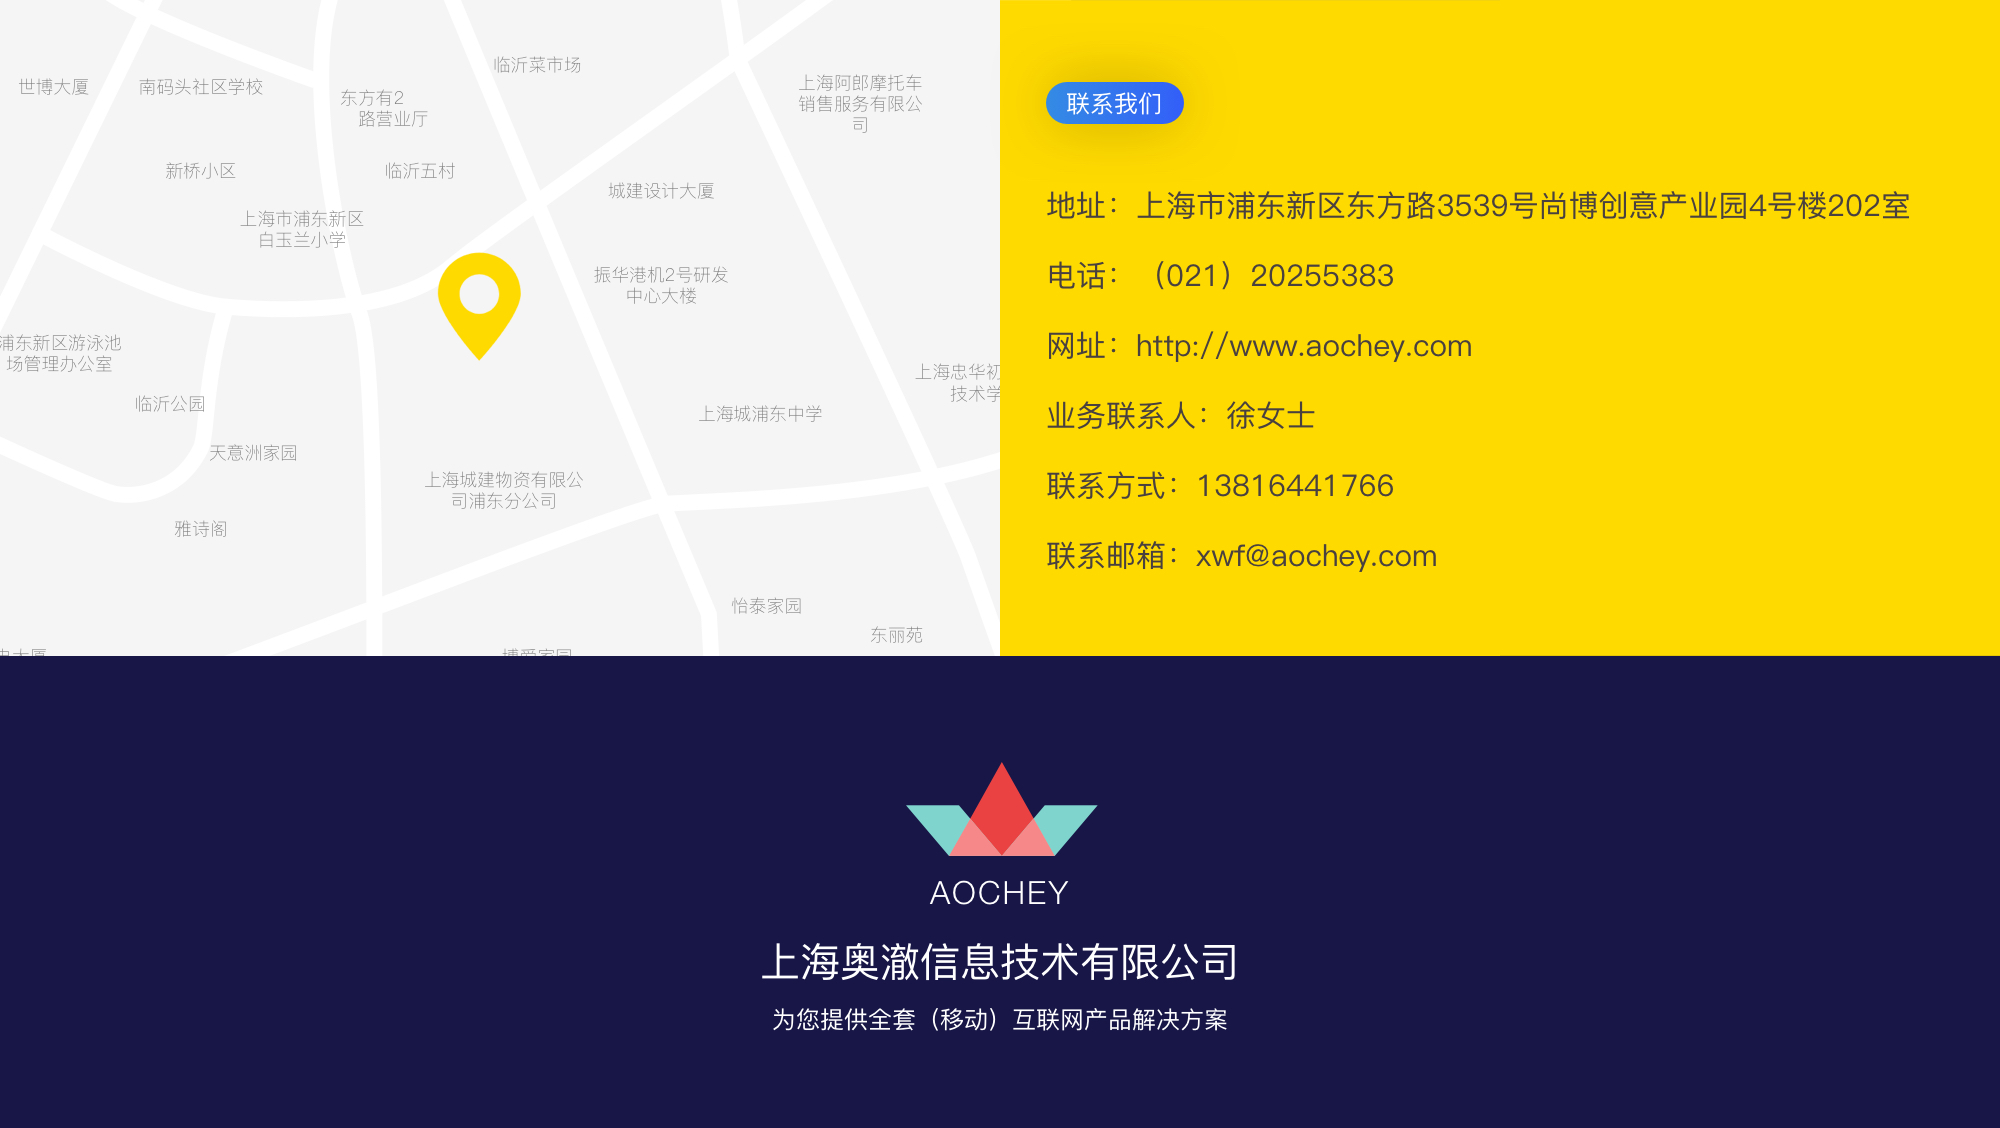 临沂菜市场
世博大厦
南码头社区学校
东方有2
路营业厅
上海阿郎摩托车
销售服务有限公
司
新桥小区
临沂五村
城建设计大厦
上海市浦东新区
白玉兰小学
振华港机2号研发
中心大楼
浦东新区游泳池
场管理办公室
上海忠华初
技术学
临沂公园
上海城浦东中学
天意洲家园
上海城建物资有限公
司浦东分公司
雅诗阁
怡泰家园
东丽苑
博爱家园
联系我们
地址：上海市浦东新区东方路3539号尚博创意产业园4号楼202室
电话：（021）20255383
网址：http://www.aochey.com
业务联系人：徐女士
联系方式：13816441766
联系邮箱：xwf@aochey.com
AOCHEY
上海奥澈信息技术有限公司
为您提供全套（移动）互联网产品解决方案